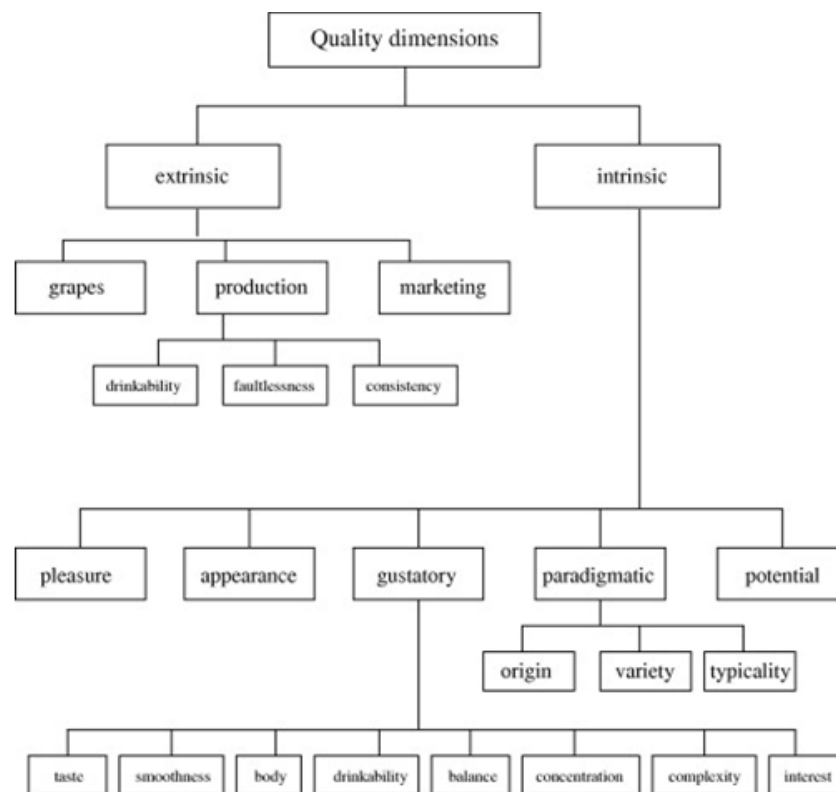 Quality dimensions
extrinsic
intrinsic
grapes
production
marketing
drinkability
faultlessness
consistency
pleasure
appearance
gustatory
paradigmatic
potential
origin
variety
typicality
taste
smoothness
body
drinkability
balance
concentration
complexity
interest